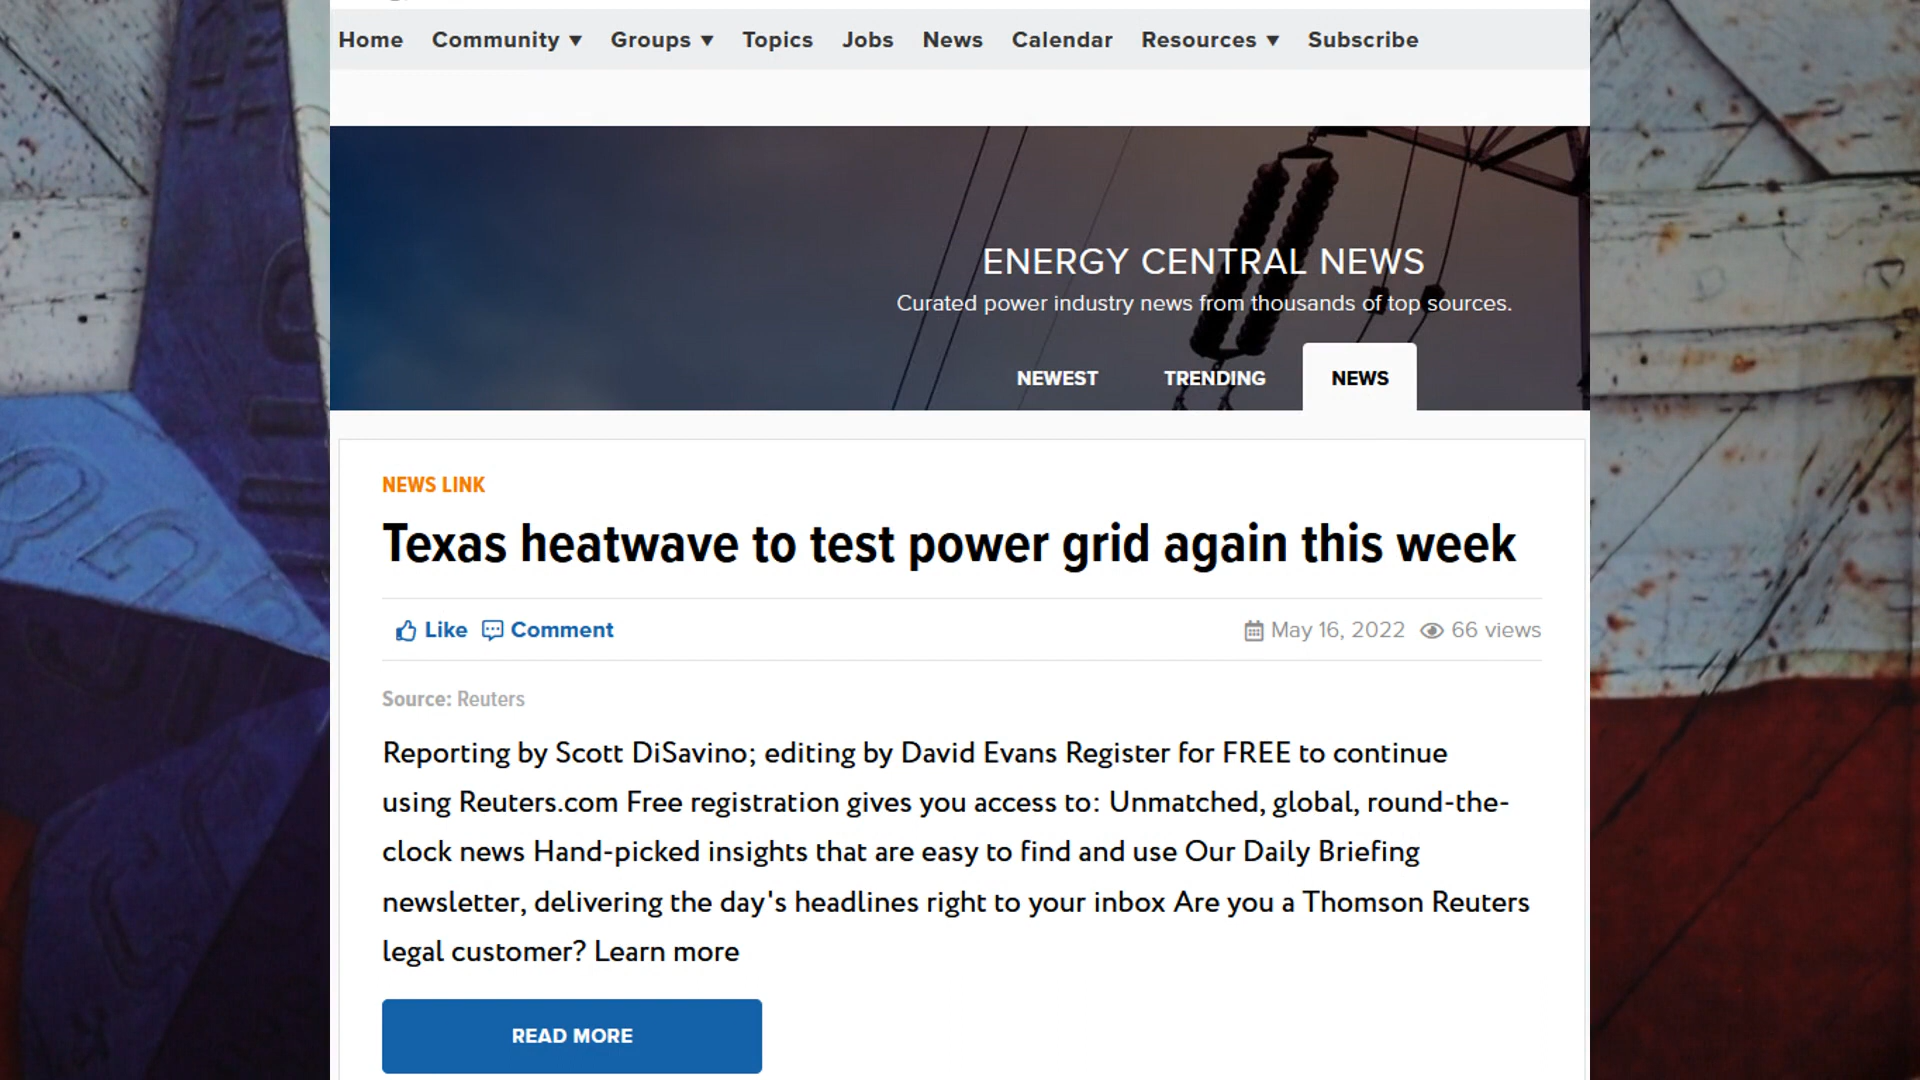 Home Community ▼ Groups ▼ Topics Jobs News Calendar Resources ▼ Subscribe
ENERGY CENTRAL NEWS
Curated power industry news from thousands of top sources.
NEWEST TRENDING NEWS
NEWS LINK
Texas heatwave to test power grid again this week
Like Comment May 16, 2022 66 views
Source: Reuters
Reporting by Scott DiSavino; editing by David Evans Register for FREE to continue
using Reuters.com Free registration gives you access to: Unmatched, global, round-the-
clock news Hand-picked insights that are easy to find and use Our Daily Briefing
newsletter, delivering the day's headlines right to your inbox Are you a Thomson Reuters
legal customer? Learn more
READ MORE